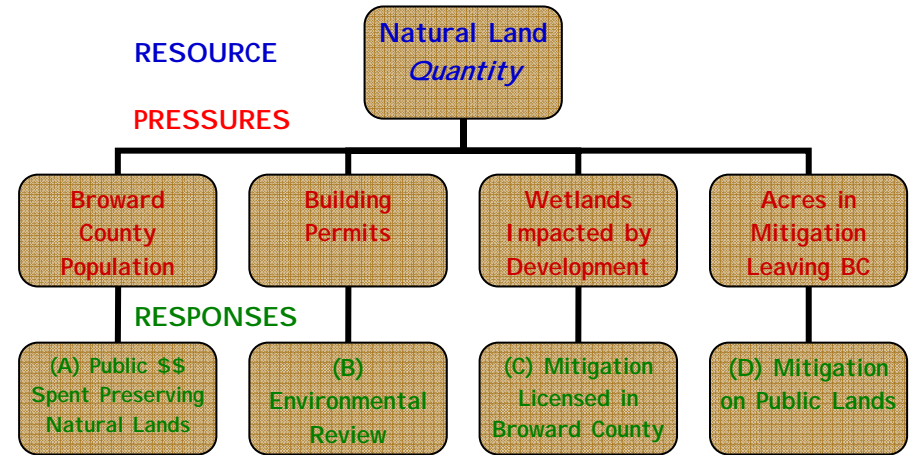 Natural Land
Quantity
RESOURCE
PRESSURES
Broward
County
Population
Building
Permits
Wetlands
Impacted by
Development
Acres in
Mitigation
Leaving BC
RESPONSES
(A) Public $$
Spent Preserving
Natural Lands
(B)
Environmental
Review
(C) Mitigation
Licensed in
Broward County
(D) Mitigation
on Public Lands